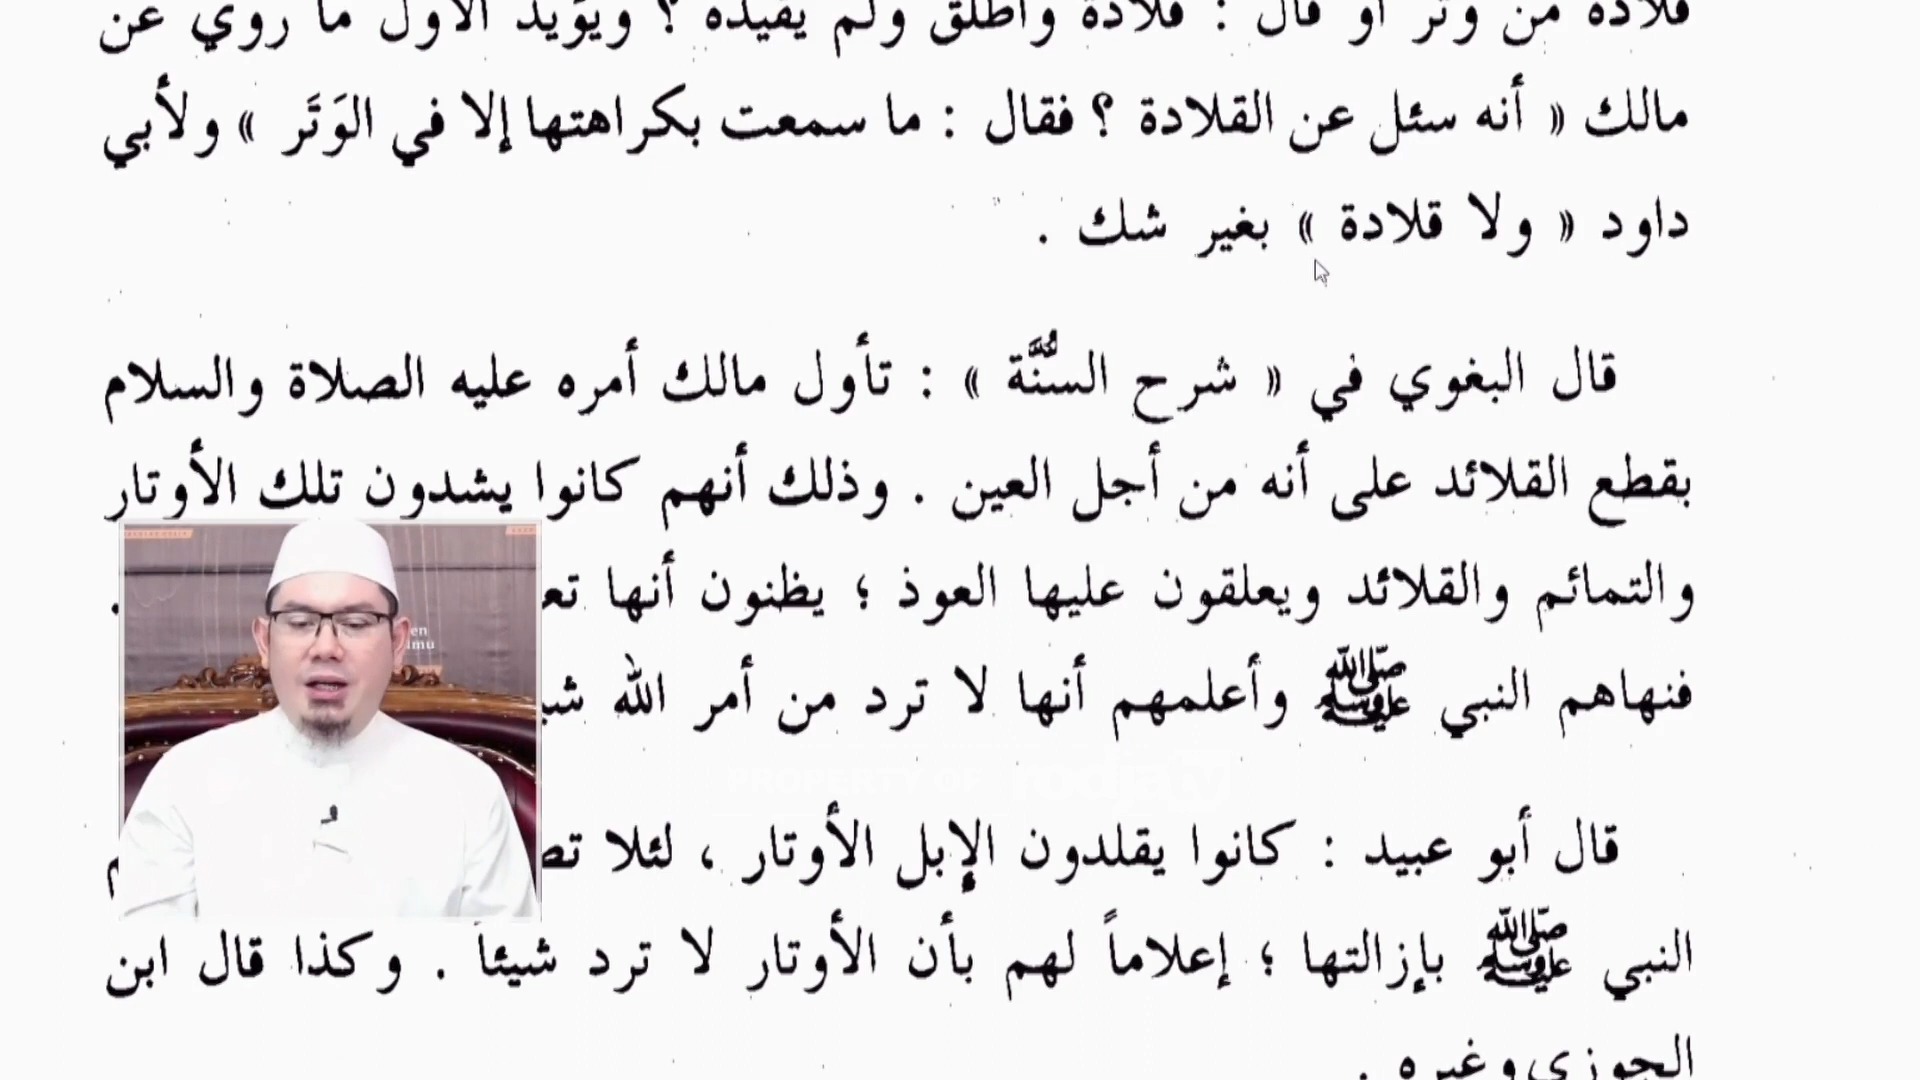 قلادة من وتر أو قال : قلادة وأطلق ولم يقيده ؟ ويؤيد الأول ما روي عن
مالك « أنه سئل عن القلادة ؟ فقال : ما سمعت بكراهتها إلا في الوَتَر » ولأبي
داود « ولا قلادة » بغير شك .
قال البغوي في « شرح السُّنَّة » : تأول مالك أمره عليه الصلاة والسلام
بقطع القلائد على أنه من أجل العين . وذلك أنهم كانوا يشدون تلك الأوتار
والتمائم والقلائد ويعلقون عليها العوذ ؛ يظنون أنها
فنهاهم النبي ﷺ وأعلمهم أنها لا ترد من أمر الله
قال أبو عبيد : كانوا يقلدون الإبل الأوتار ، لئلا
النبي ﷺ بإزالتها ؛ إعلاماً لهم بأن الأوتار لا ترد شيئاً . وكذا قال ابن
الجوزي وغيره .
PROPERTY OF rodja tv